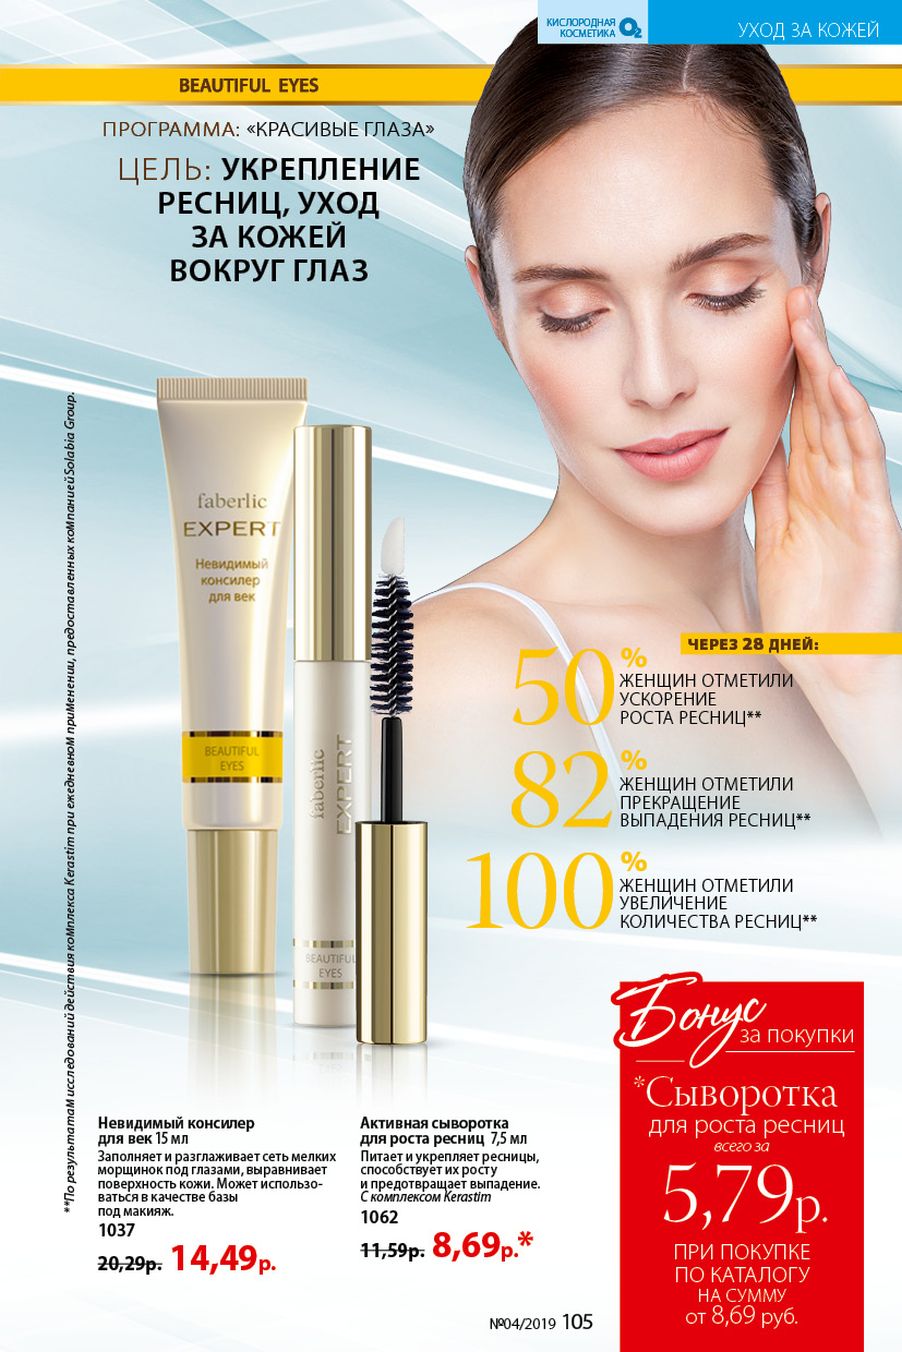 КИСЛОРОДНАЯ
КОСМЕТИКА O2
УХОД ЗА КОЖЕЙ
BEAUTIFUL EYES
ПРОГРАММА: «КРАСИВЫЕ ГЛАЗА»
ЦЕЛЬ: УКРЕПЛЕНИЕ
РЕСНИЦ, УХОД
ЗА КОЖЕЙ
ВОКРУГ ГЛАЗ
**По результатам исследований действия комплекса Kerastim при ежедневном применении, предоставленных компанией Solabia Group.
faberlic
EXPERT
Невидимый
консилер
для век
BEAUTIFUL
EYES
faberlic
EXPERT
BEAUTIFUL
EYES
ЧЕРЕЗ 28 ДНЕЙ:
50%
ЖЕНЩИН ОТМЕТИЛИ
УСКОРЕНИЕ
РОСТА РЕСНИЦ**
82%
ЖЕНЩИН ОТМЕТИЛИ
ПРЕКРАЩЕНИЕ
ВЫПАДЕНИЯ РЕСНИЦ**
100%
ЖЕНЩИН ОТМЕТИЛИ
УВЕЛИЧЕНИЕ
КОЛИЧЕСТВА РЕСНИЦ**
Невидимый консилер
для век 15 мл
Заполняет и разглаживает сеть мелких
морщинок под глазами, выравнивает
поверхность кожи. Может использо-
ваться в качестве базы
под макияж.
1037
20,29р. 14,49р.
Активная сыворотка
для роста ресниц 7,5 мл
Питает и укрепляет ресницы,
способствует их росту
и предотвращает выпадение.
С комплексом Kerastim
1062
11,59р. 8,69р.*
Бонус
за покупки
*Сыворотка
для роста ресниц
всего за
5,79р.
ПРИ ПОКУПКЕ
ПО КАТАЛОГУ
НА СУММУ
от 8,69 руб.
№04/2019 105